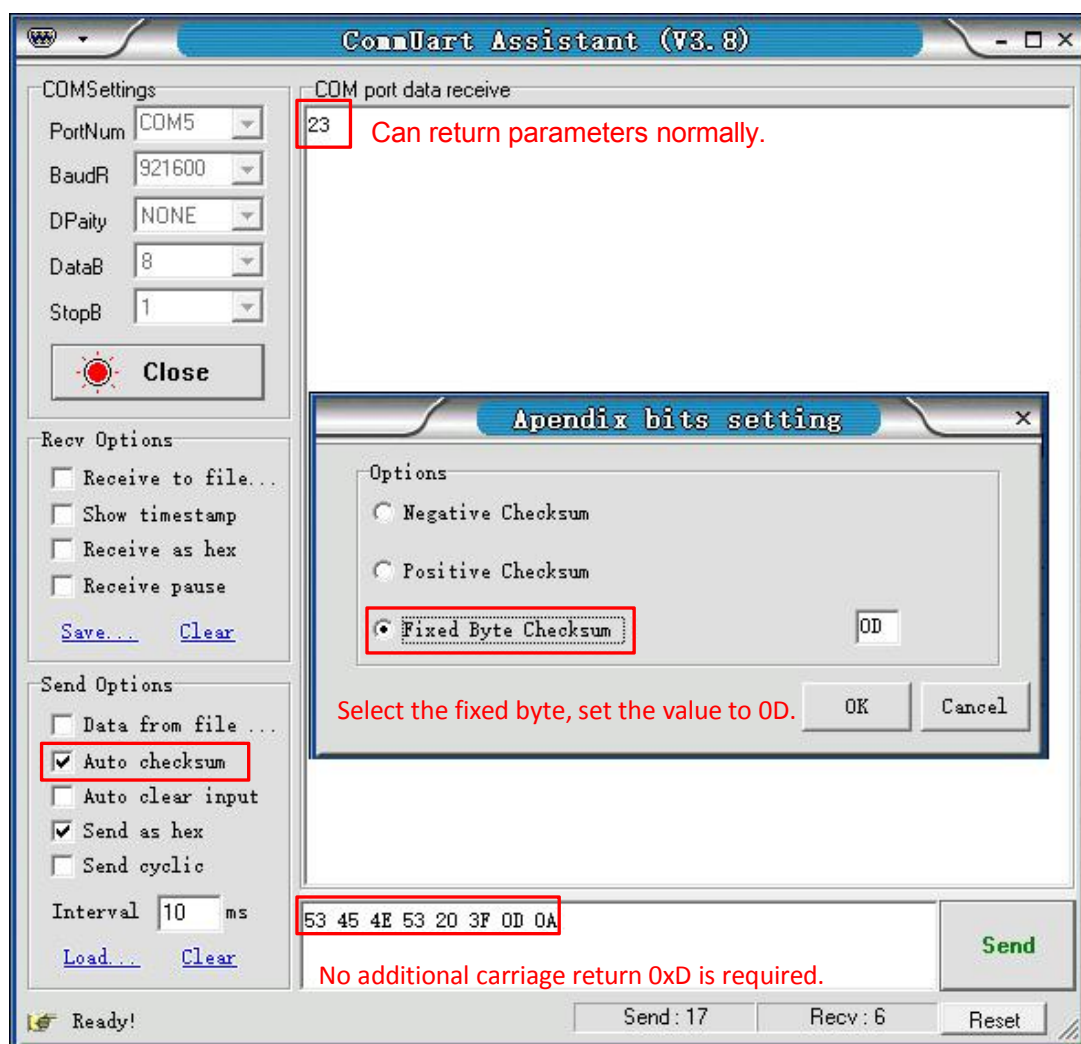 CommUart Assistant (V3.8)
COMSettings
PortNum COM5
BaudR 921600
DPaity NONE
DataB 8
StopB 1
Close
Recv Options
Receive to file...
Show timestamp
Receive as hex
Receive pause
Save... Clear
Send Options
Data from file ...
Auto checksum
Auto clear input
Send as hex
Send cyclic
Interval 10 ms
Load... Clear
COM port data receive
23 Can return parameters normally.
Apendix bits setting
Options
Negative Checksum
Positive Checksum
Fixed Byte Checksum 0D
Select the fixed byte, set the value to 0D.
OK Cancel
53 45 4E 53 20 3F 0D 0A
No additional carriage return 0xD is required.
Send
Ready! Send : 17 Recv : 6 Reset